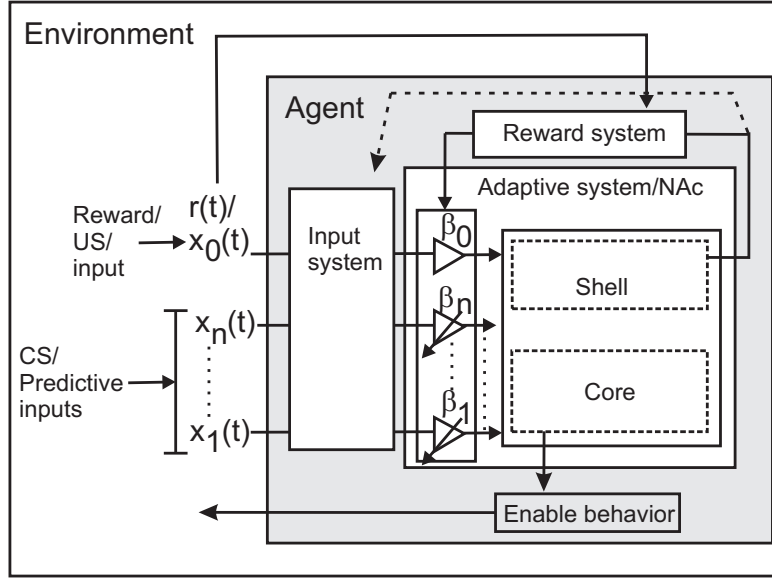 Environment
Agent
Reward system
Adaptive system/NAc
r(t)/
x₀(t)
Reward/
US/
input
Input
system
β₀
Shell
xₙ(t)
βₙ
CS/
Predictive
inputs
Core
x₁(t)
β₁
Enable behavior